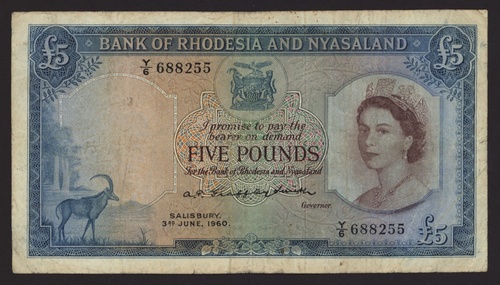 £5 BANK OF RHODESIA AND NYASALAND £5
Y/6 688255
I promise to pay the
bearer on demand
FIVE POUNDS
For the Bank of Rhodesia and Nyasaland
Governor.
SALISBURY,
3RD JUNE, 1960.
Y/6 688255
£5